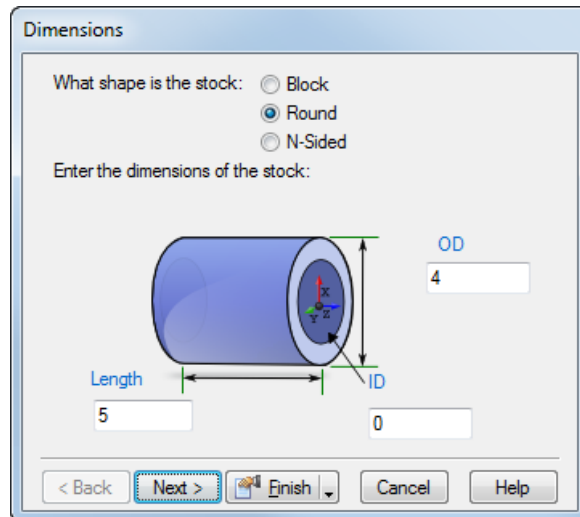 Dimensions
What shape is the stock:
Block
Round
N-Sided
Enter the dimensions of the stock:
OD
4
X
Y Z
Length
ID
5
0
< Back Next > Finish Cancel Help